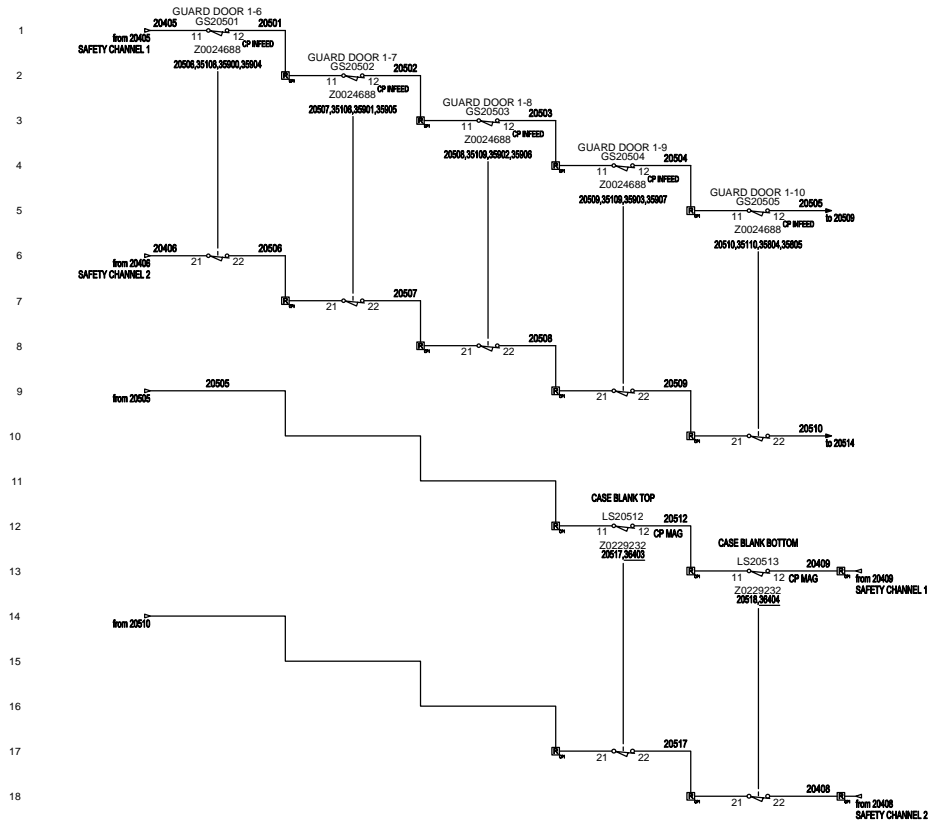 GUARD DOOR 1-6
1 20405 GS20501 20501
from 20405 11 12 CP INFEED
SAFETY CHANNEL 1 Z0024688
20506,35108,35900,35904
GUARD DOOR 1-7
2 R GS20502 20502
11 12 CP INFEED
Z0024688
20507,35108,35901,35905
GUARD DOOR 1-8
3 R GS20503 20503
11 12 CP INFEED
Z0024688
20508,35109,35902,35906
GUARD DOOR 1-9
4 R GS20504 20504
11 12 CP INFEED
Z0024688
20509,35109,35903,35907
GUARD DOOR 1-10
5 R GS20505 20505
11 12 CP INFEED to 20509
Z0024688
20510,35110,35804,35805
6 20406 20506
from 20406 21 22
SAFETY CHANNEL 2
7 R 20507
21 22
8 R 20508
21 22
9 20505 R 20509
from 20505 21 22
10 R 20510
21 22 to 20514
11
CASE BLANK TOP
12 R LS20512 20512
11 12 CP MAG
Z0229232
20517,36403
CASE BLANK BOTTOM
13 R LS20513 20409 R
11 12 CP MAG from 20409
SAFETY CHANNEL 1
Z0229232
20518,36404
14
from 20510
15
16
17 R 20517
21 22
18 R 20408 R
21 22 from 20408
SAFETY CHANNEL 2